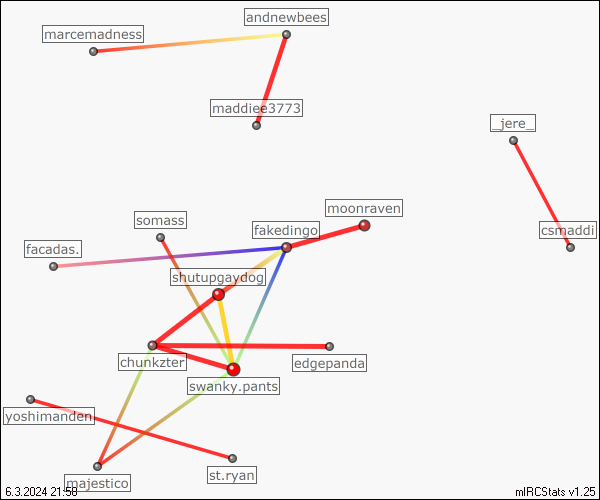 andnewbees
marcemadness
maddiee3773
_jere_
moonraven
somass
fakedingo
csmaddi
facadas.
shutupgaydog
chunkzter
edgepanda
swanky.pants
yoshimanden
st.ryan
majestico
6.3.2024 21:58
mIRCStats v1.25